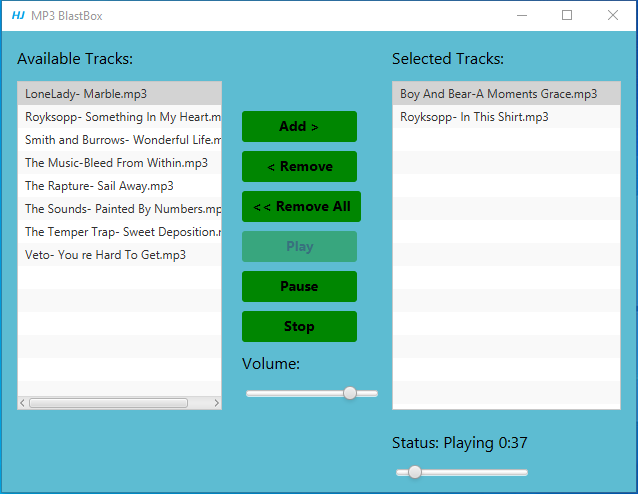 HJ MP3 BlastBox
Available Tracks:
LoneLady- Marble.mp3
Royksopp- Something In My Heart.m
Smith and Burrows- Wonderful Life.m
The Music-Bleed From Within.mp3
The Rapture- Sail Away.mp3
The Sounds- Painted By Numbers.mp
The Temper Trap- Sweet Deposition.r
Veto- You re Hard To Get.mp3
Add >
< Remove
<< Remove All
Play
Pause
Stop
Volume:
Selected Tracks:
Boy And Bear-A Moments Grace.mp3
Royksopp- In This Shirt.mp3
Status: Playing 0:37